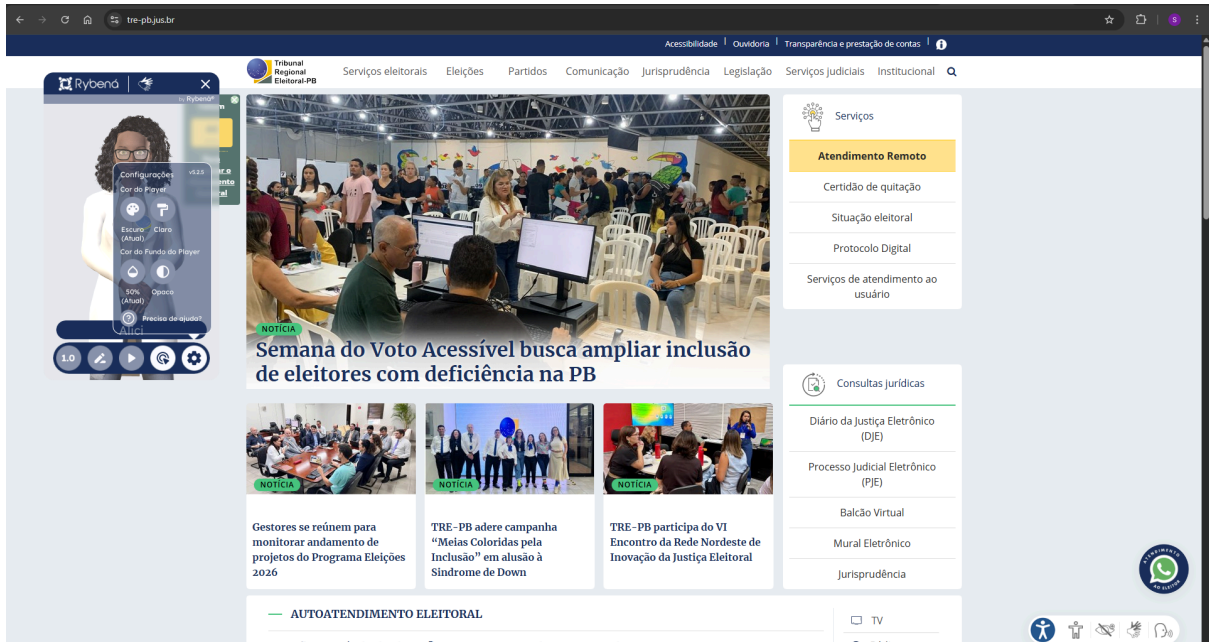 tre-pb.jus.br
S
Acessibilidade
Ouvidoria
Transparência e prestação de contas
Tribunal
Regional
Eleitoral-PB
Serviços eleitorais
Eleições
Partidos
Comunicação
Jurisprudência
Legislação
Serviços judiciais
Institucional
Rybená
by Rybená®
Configurações
v5.2.5
Cor do Player
Escuro
(Atual)
Claro
Cor do Fundo do Player
50%
(Atual)
Opaco
Precisa de ajuda?
Alici
1.0
NOTÍCIA
Semana do Voto Acessível busca ampliar inclusão
de eleitores com deficiência na PB
NOTÍCIA
Gestores se reúnem para
monitorar andamento de
projetos do Programa Eleições
2026
NOTÍCIA
TRE-PB adere campanha
“Meias Coloridas pela
Inclusão” em alusão à
Sindrome de Down
NOTÍCIA
TRE-PB participa do VI
Encontro da Rede Nordeste de
Inovação da Justiça Eleitoral
Serviços
Atendimento Remoto
Certidão de quitação
Situação eleitoral
Protocolo Digital
Serviços de atendimento ao
usuário
Consultas jurídicas
Diário da Justiça Eletrônico
(DJE)
Processo Judicial Eletrônico
(PJE)
Balcão Virtual
Mural Eletrônico
Jurisprudência
AUTOATENDIMENTO ELEITORAL
TV
ATENDIMENTO
AO ELEITOR